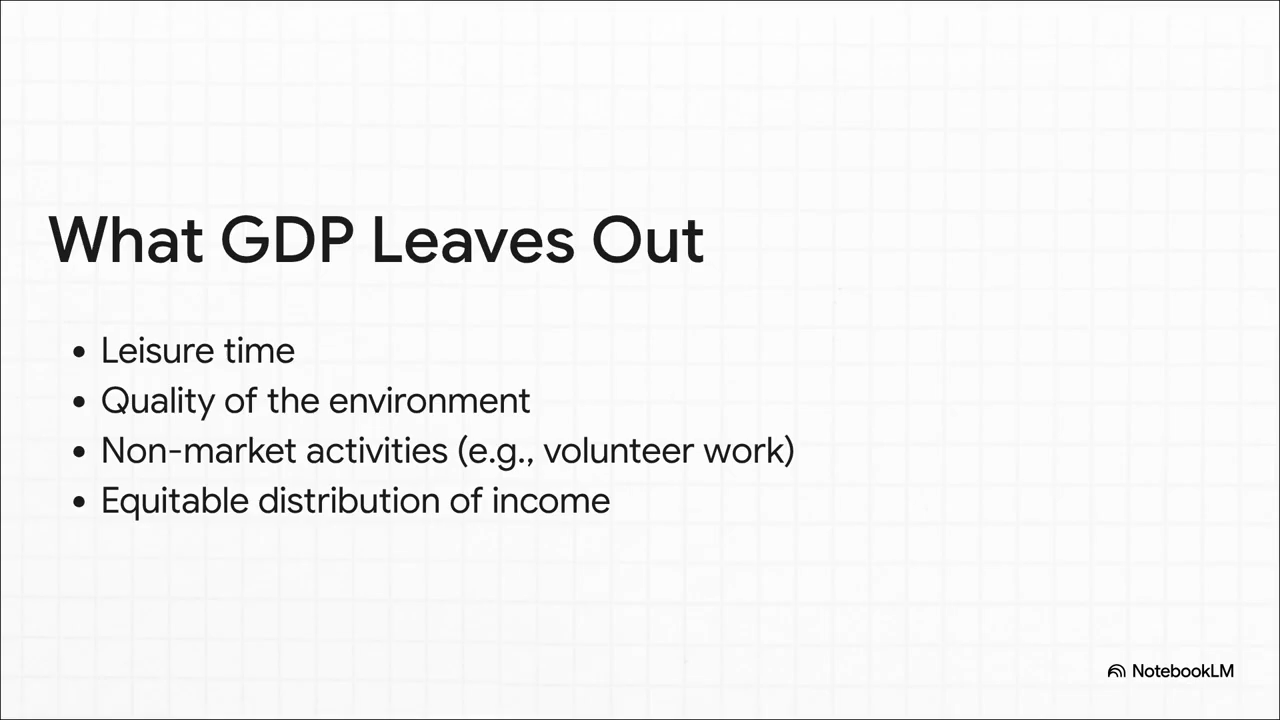 What GDP Leaves Out
• Leisure time
• Quality of the environment
• Non-market activities (e.g., volunteer work)
• Equitable distribution of income
NotebookLM